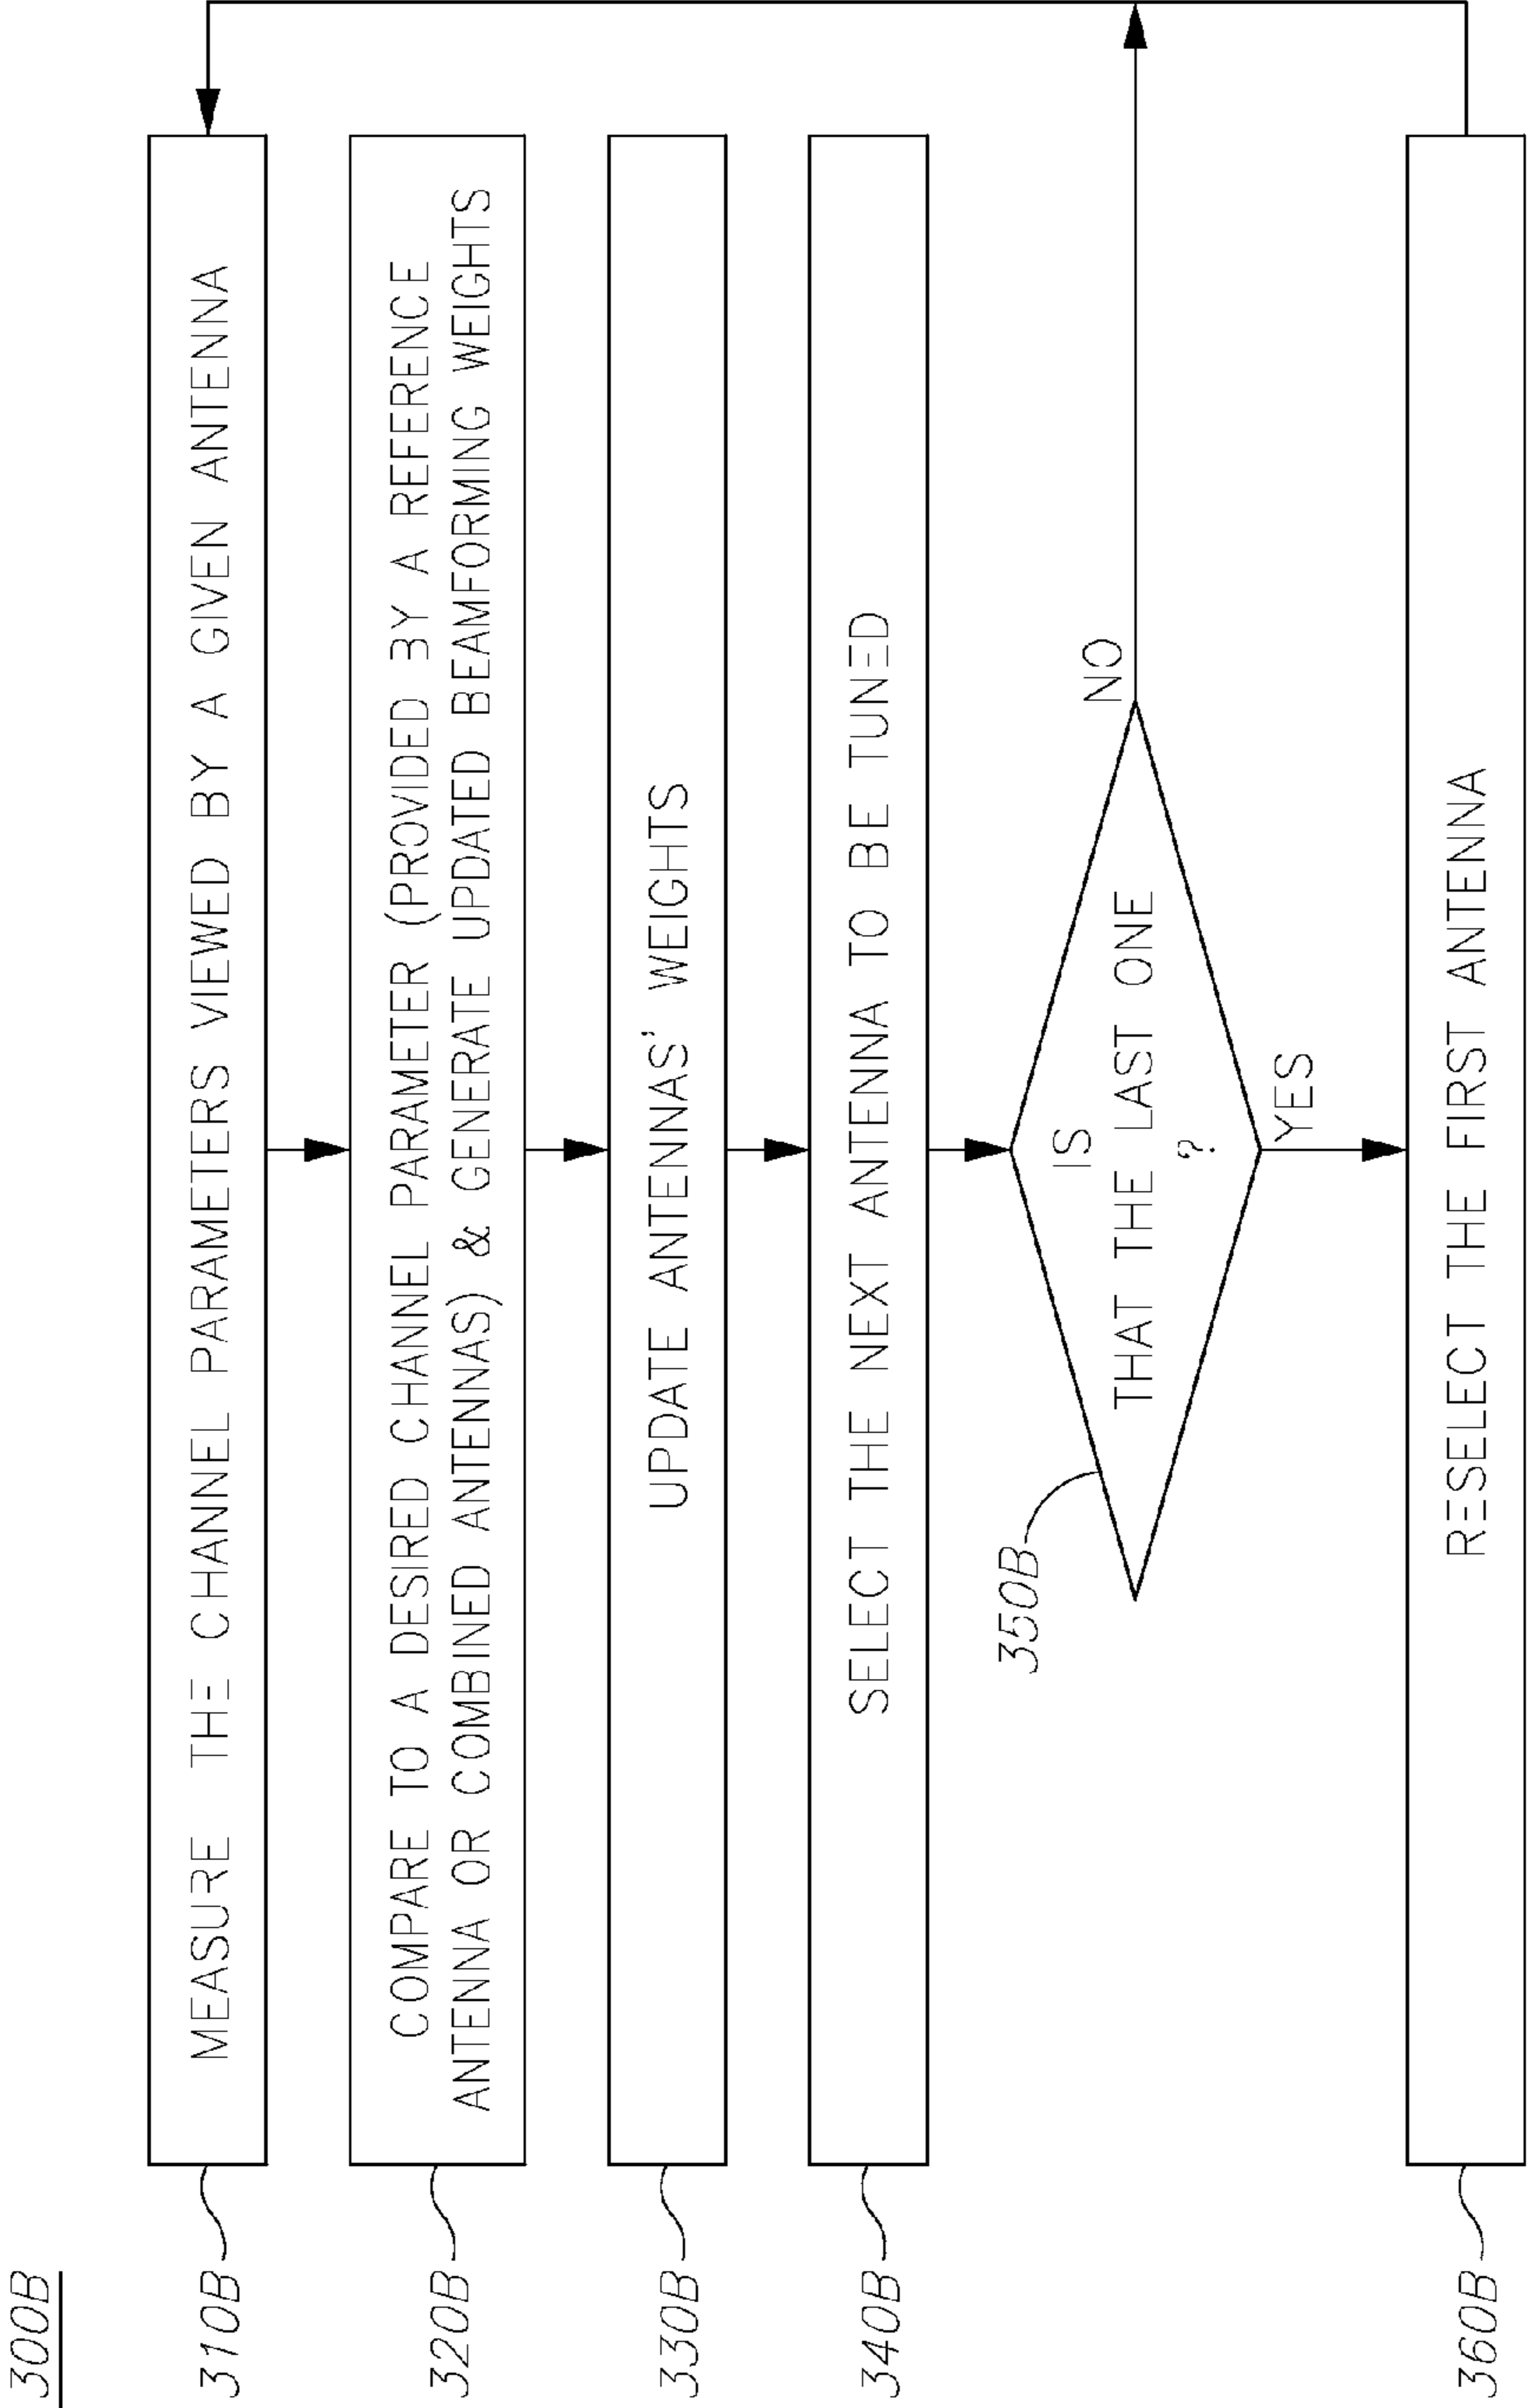 300B
310B
MEASURE THE CHANNEL PARAMETERS VIEWED BY A GIVEN ANTENNA
320B
COMPARE TO A DESIRED CHANNEL PARAMETER (PROVIDED BY A REFERENCE
ANTENNA OR COMBINED ANTENNAS) & GENERATE UPDATED BEAMFORMING WEIGHTS
330B
UPDATE ANTENNAS' WEIGHTS
340B
SELECT THE NEXT ANTENNA TO BE TUNED
350B
IS
THAT THE LAST ONE
?
NO
YES
360B
RESELECT THE FIRST ANTENNA